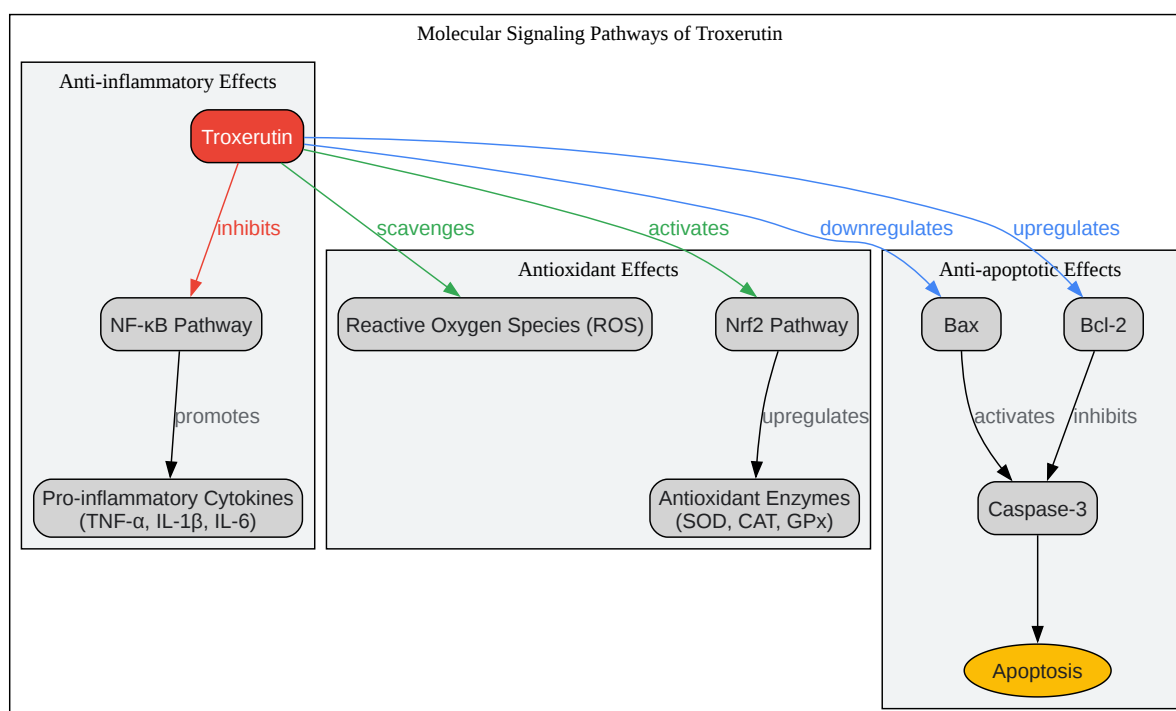 Molecular Signaling Pathways of Troxerutin
Anti-inflammatory Effects
Troxerutin
inhibits
scavenges
activates
downregulates
upregulates
Antioxidant Effects
Anti-apoptotic Effects
NF-κB Pathway
Reactive Oxygen Species (ROS)
Nrf2 Pathway
Bax
Bcl-2
promotes
upregulates
activates
inhibits
Pro-inflammatory Cytokines
(TNF-α, IL-1β, IL-6)
Antioxidant Enzymes
(SOD, CAT, GPx)
Caspase-3
Apoptosis